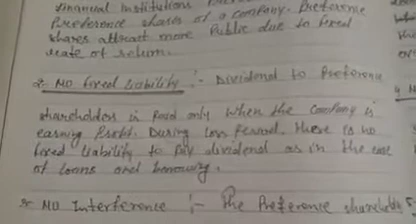 financial Institutions
Preference shares of a company. Preference
shares attract more Public due to fixed
rate of return.
2- NO fixed Liability :- Dividend to Preference
shareholders is Paid only when the Company is
earning Profit. During loss Period, there is no
fixed liability to Pay dividend as in the case
of loans and borrowing.
3- NO Interference :- The Preference shareholders